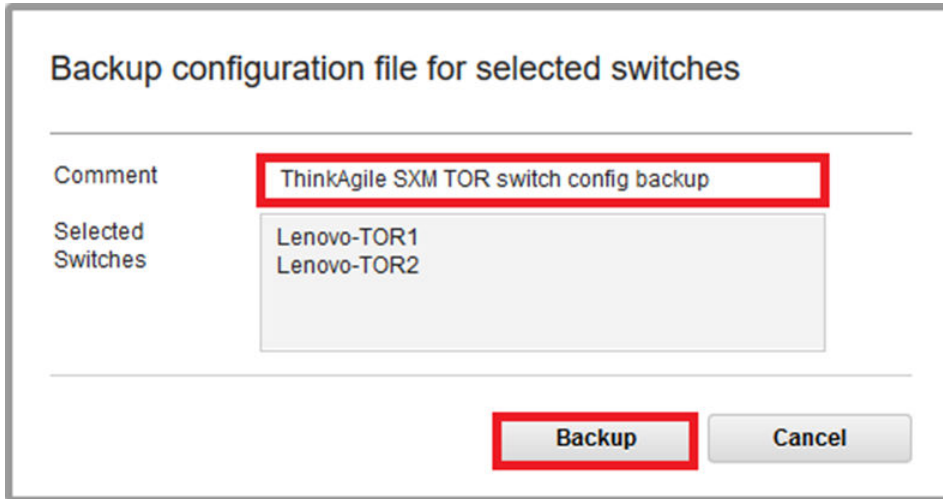 Backup configuration file for selected switches
Comment
ThinkAgile SXM TOR switch config backup
Selected
Switches
Lenovo-TOR1
Lenovo-TOR2
Backup
Cancel